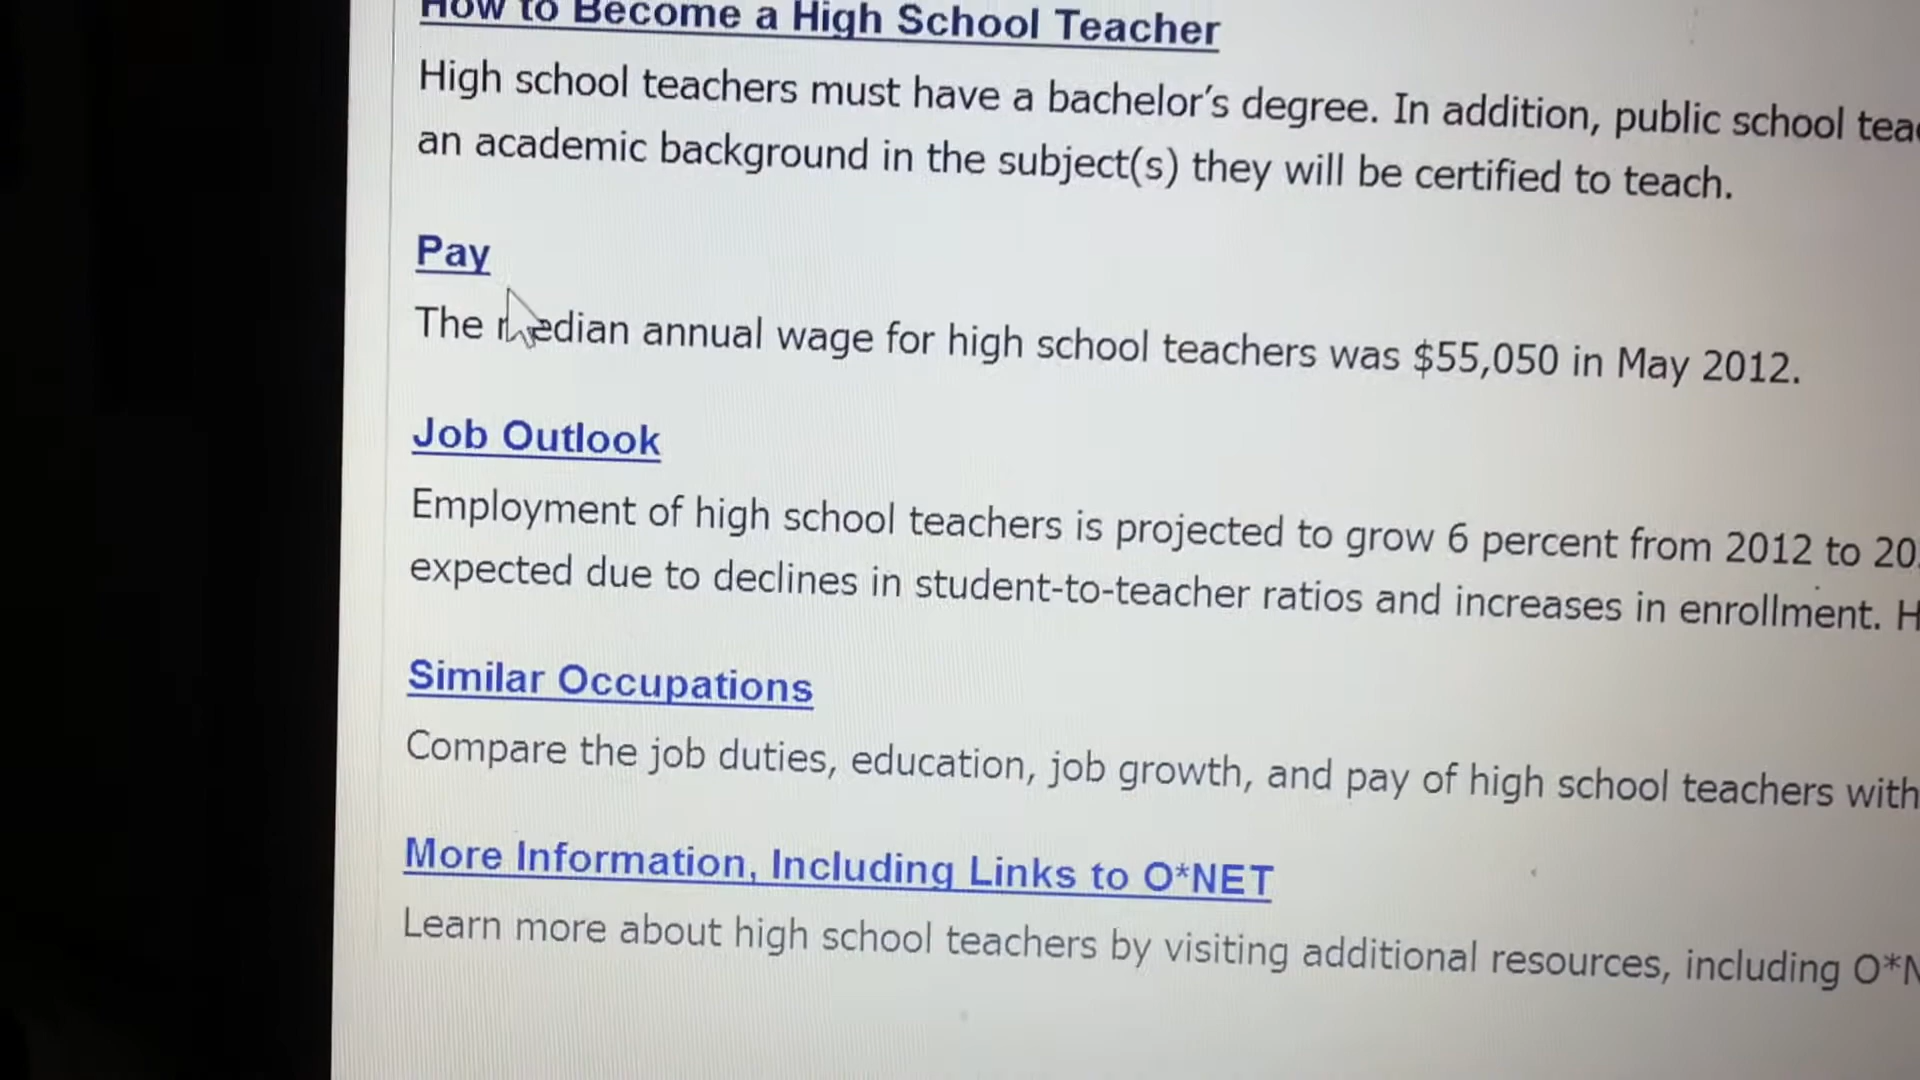 How to Become a High School Teacher
High school teachers must have a bachelor's degree. In addition, public school
an academic background in the subject(s) they will be certified to teach.
Pay
The median annual wage for high school teachers was $55,050 in May 2012.
Job Outlook
Employment of high school teachers is projected to grow 6 percent from 2012 to
expected due to declines in student-to-teacher ratios and increases in enrollment.
Similar Occupations
Compare the job duties, education, job growth, and pay of high school teachers with
More Information, Including Links to O*NET
Learn more about high school teachers by visiting additional resources, including